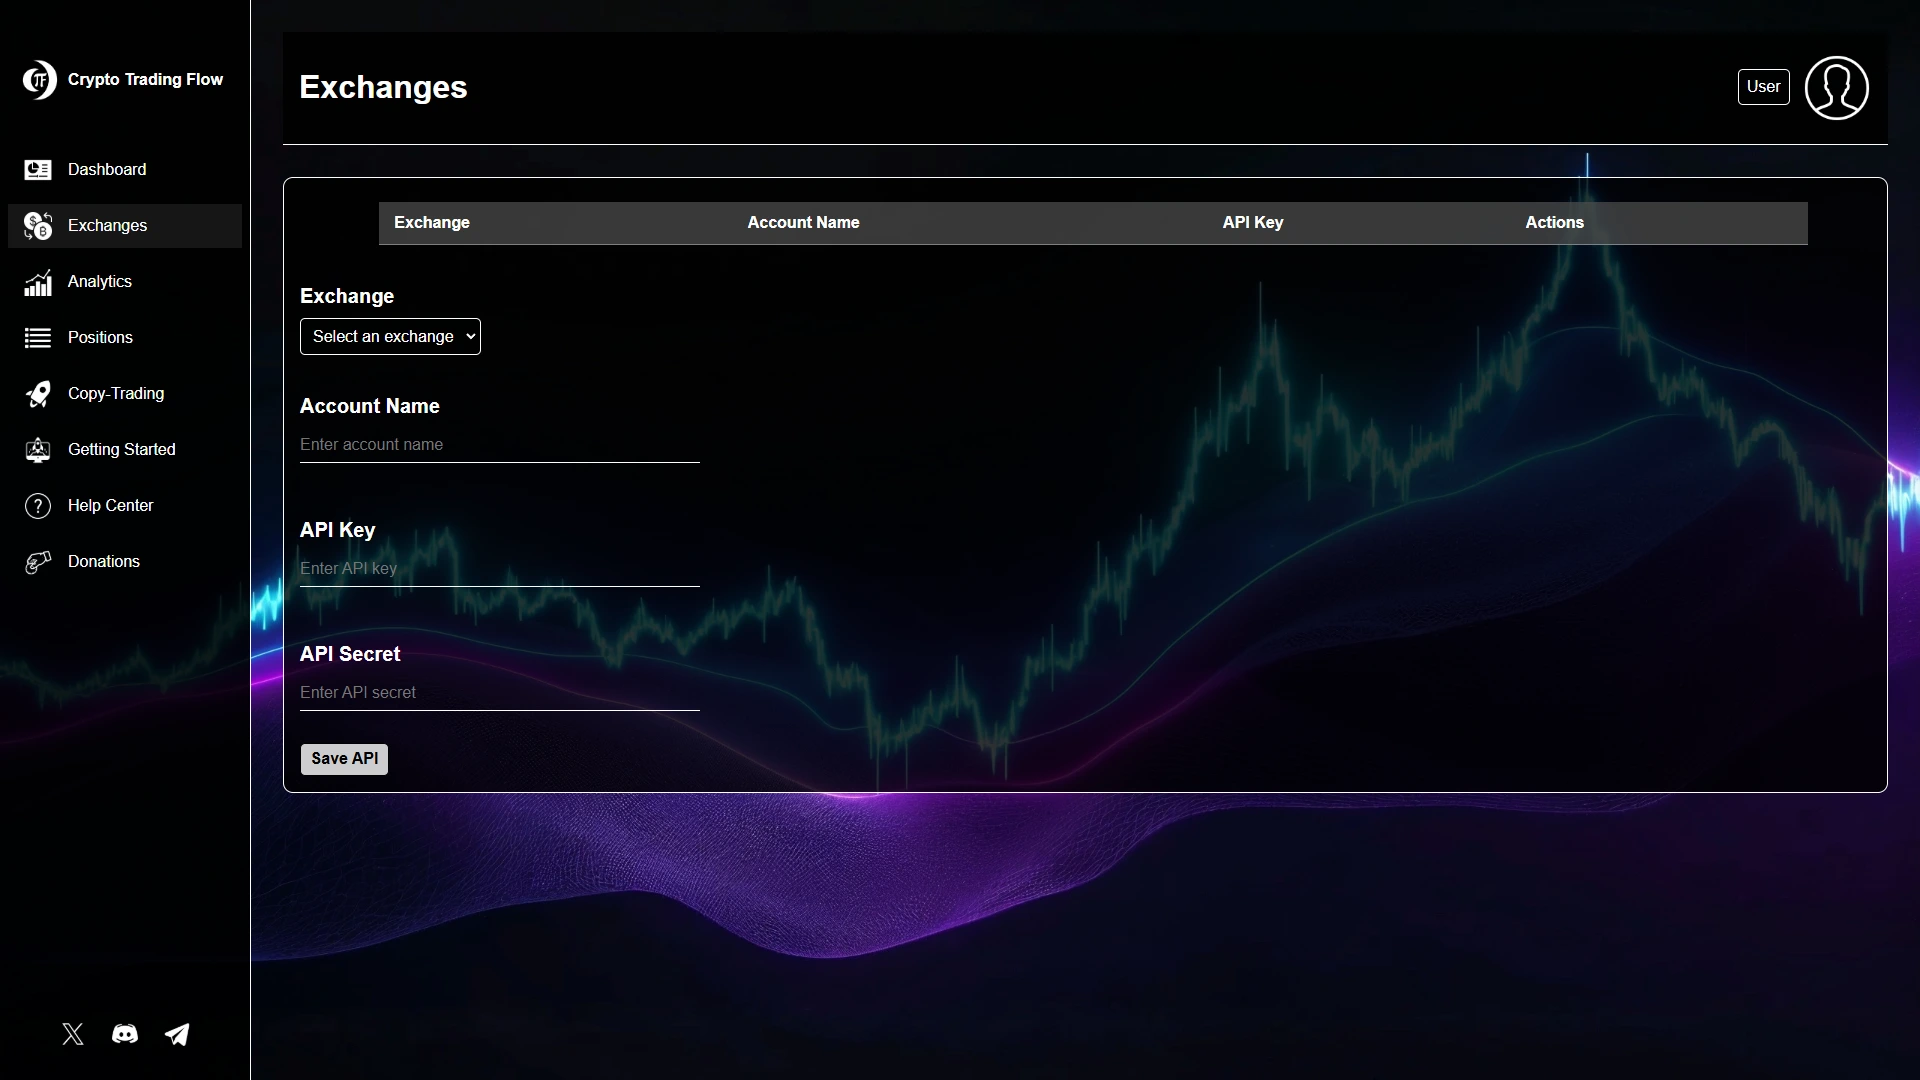 Crypto Trading Flow
Dashboard
Exchanges
Analytics
Positions
Copy-Trading
Getting Started
Help Center
Donations
Exchanges
User
Exchange Account Name API Key Actions
Exchange
Select an exchange
Account Name
Enter account name
API Key
Enter API key
API Secret
Enter API secret
Save API